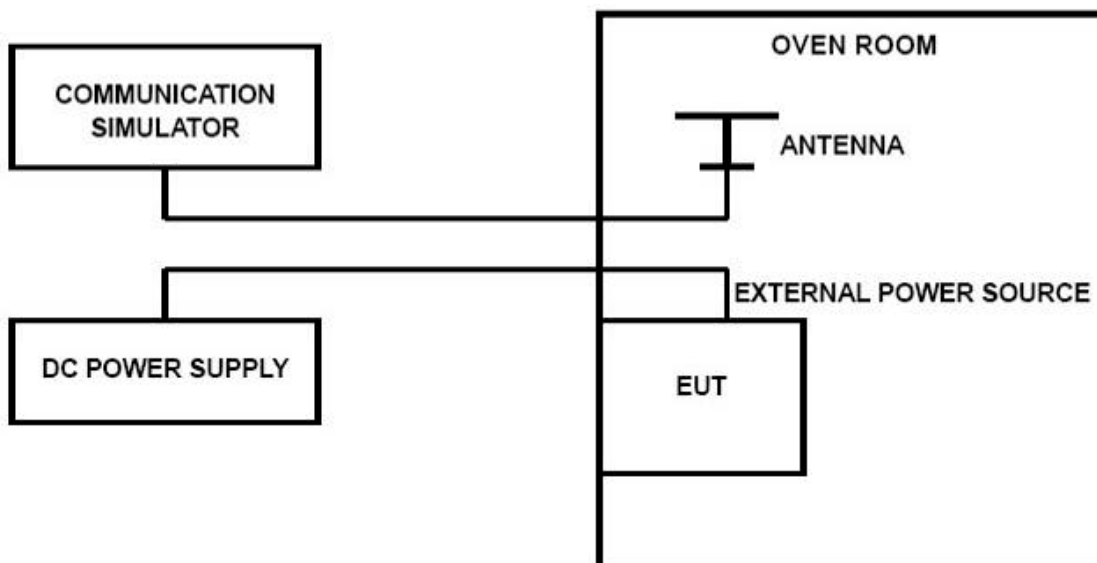 OVEN ROOM
COMMUNICATION
SIMULATOR
ANTENNA
EXTERNAL POWER SOURCE
DC POWER SUPPLY
EUT